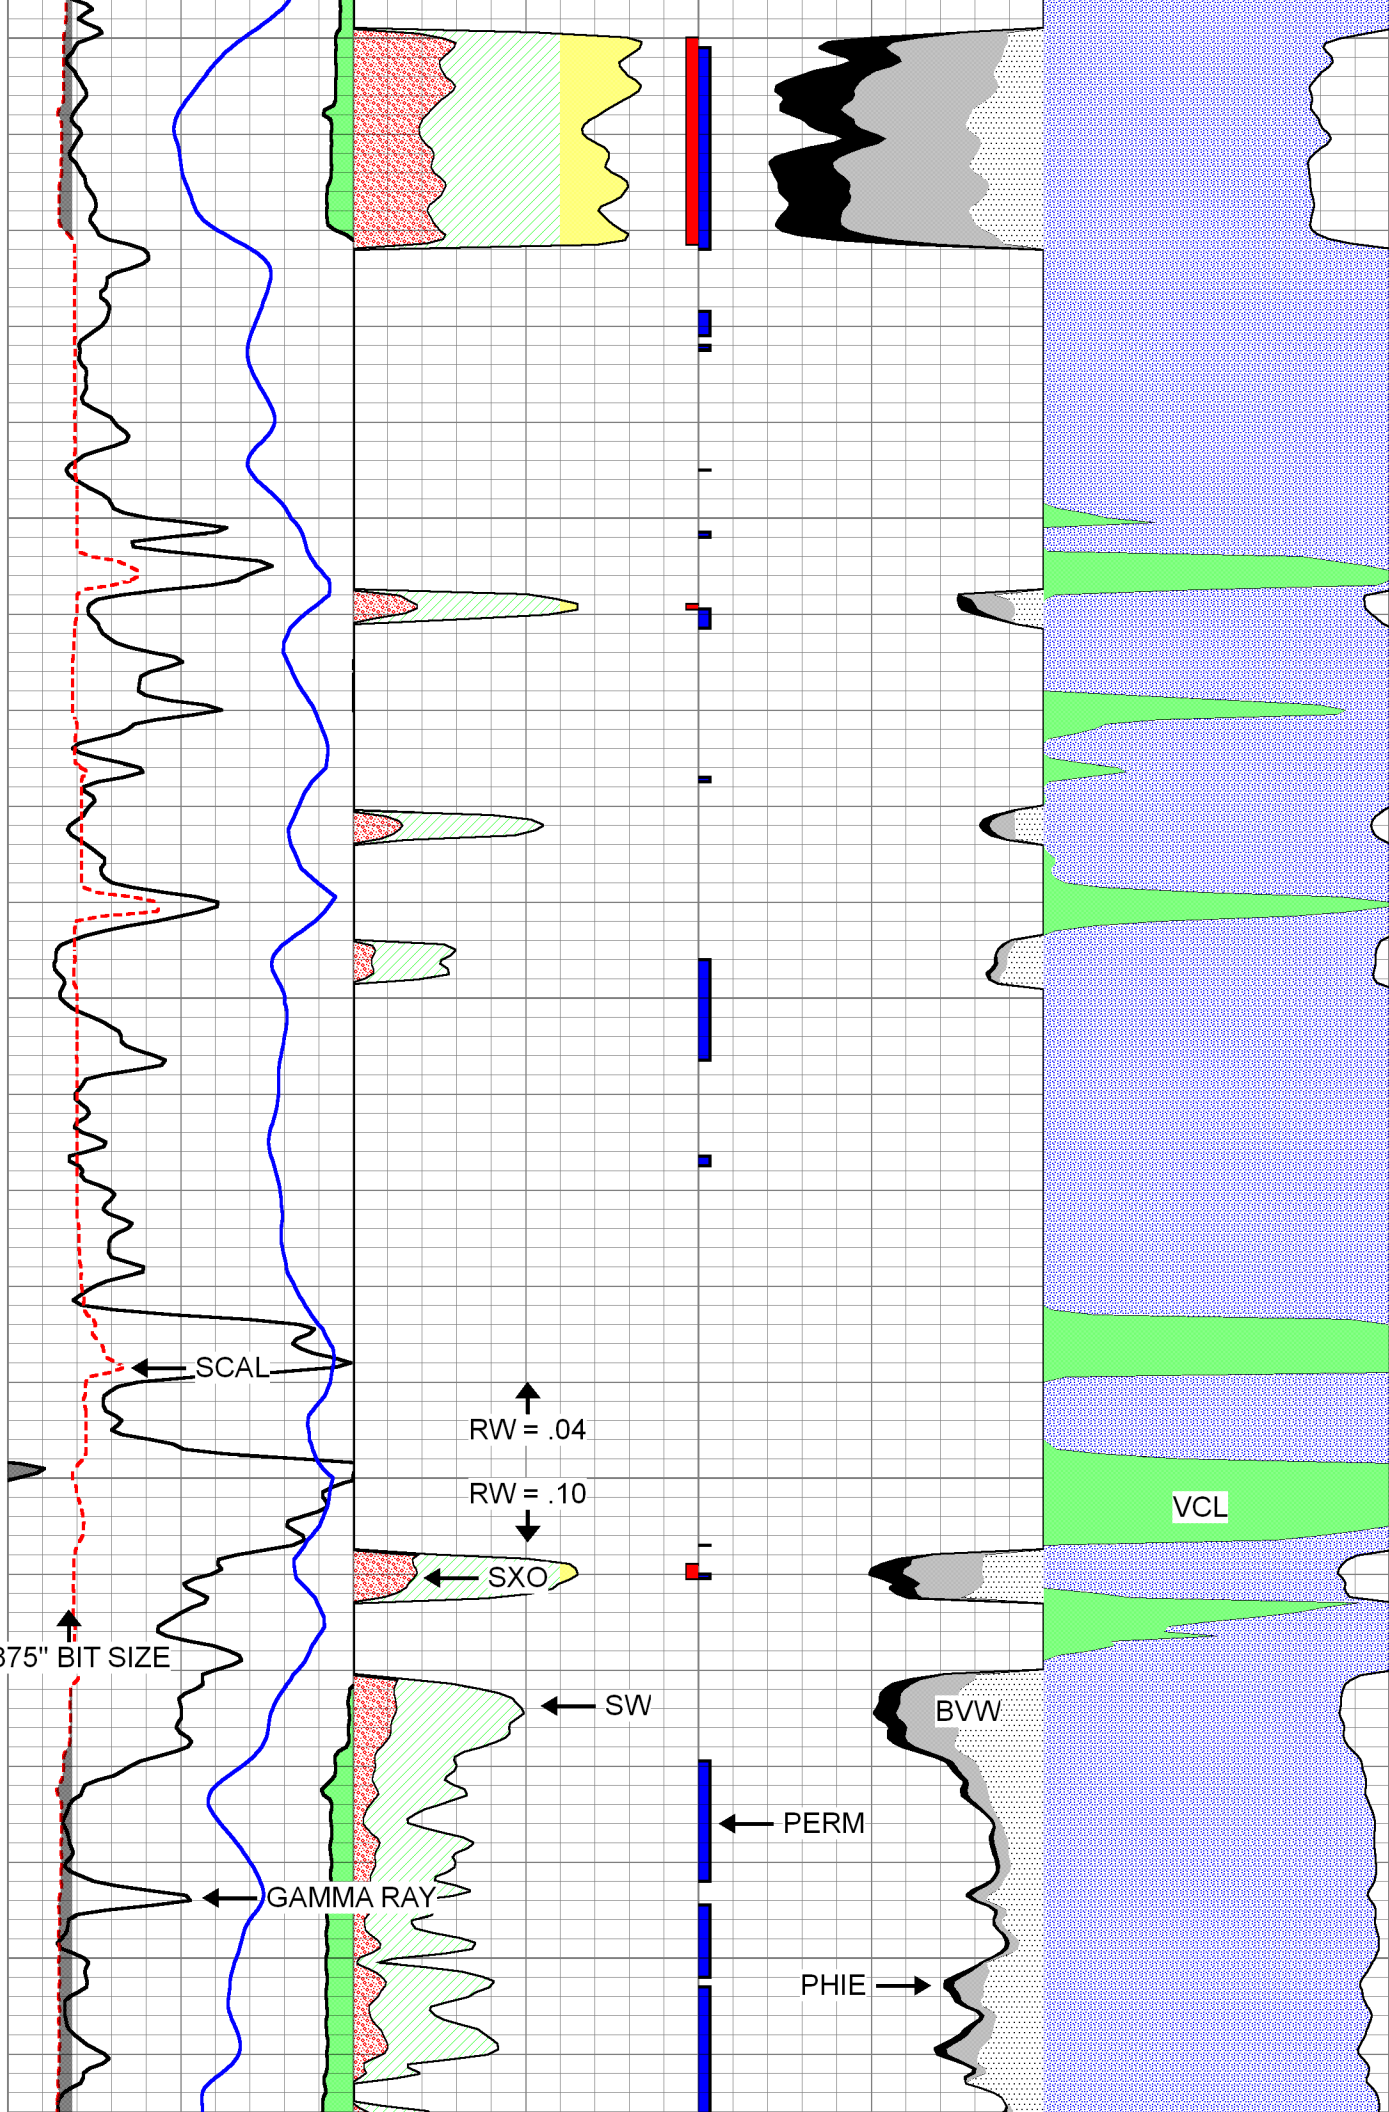 SCAL
RW = .04
RW = .10
VCL
SXO
375" BIT SIZE
SW
BVW
PERM
GAMMA RAY
PHIE